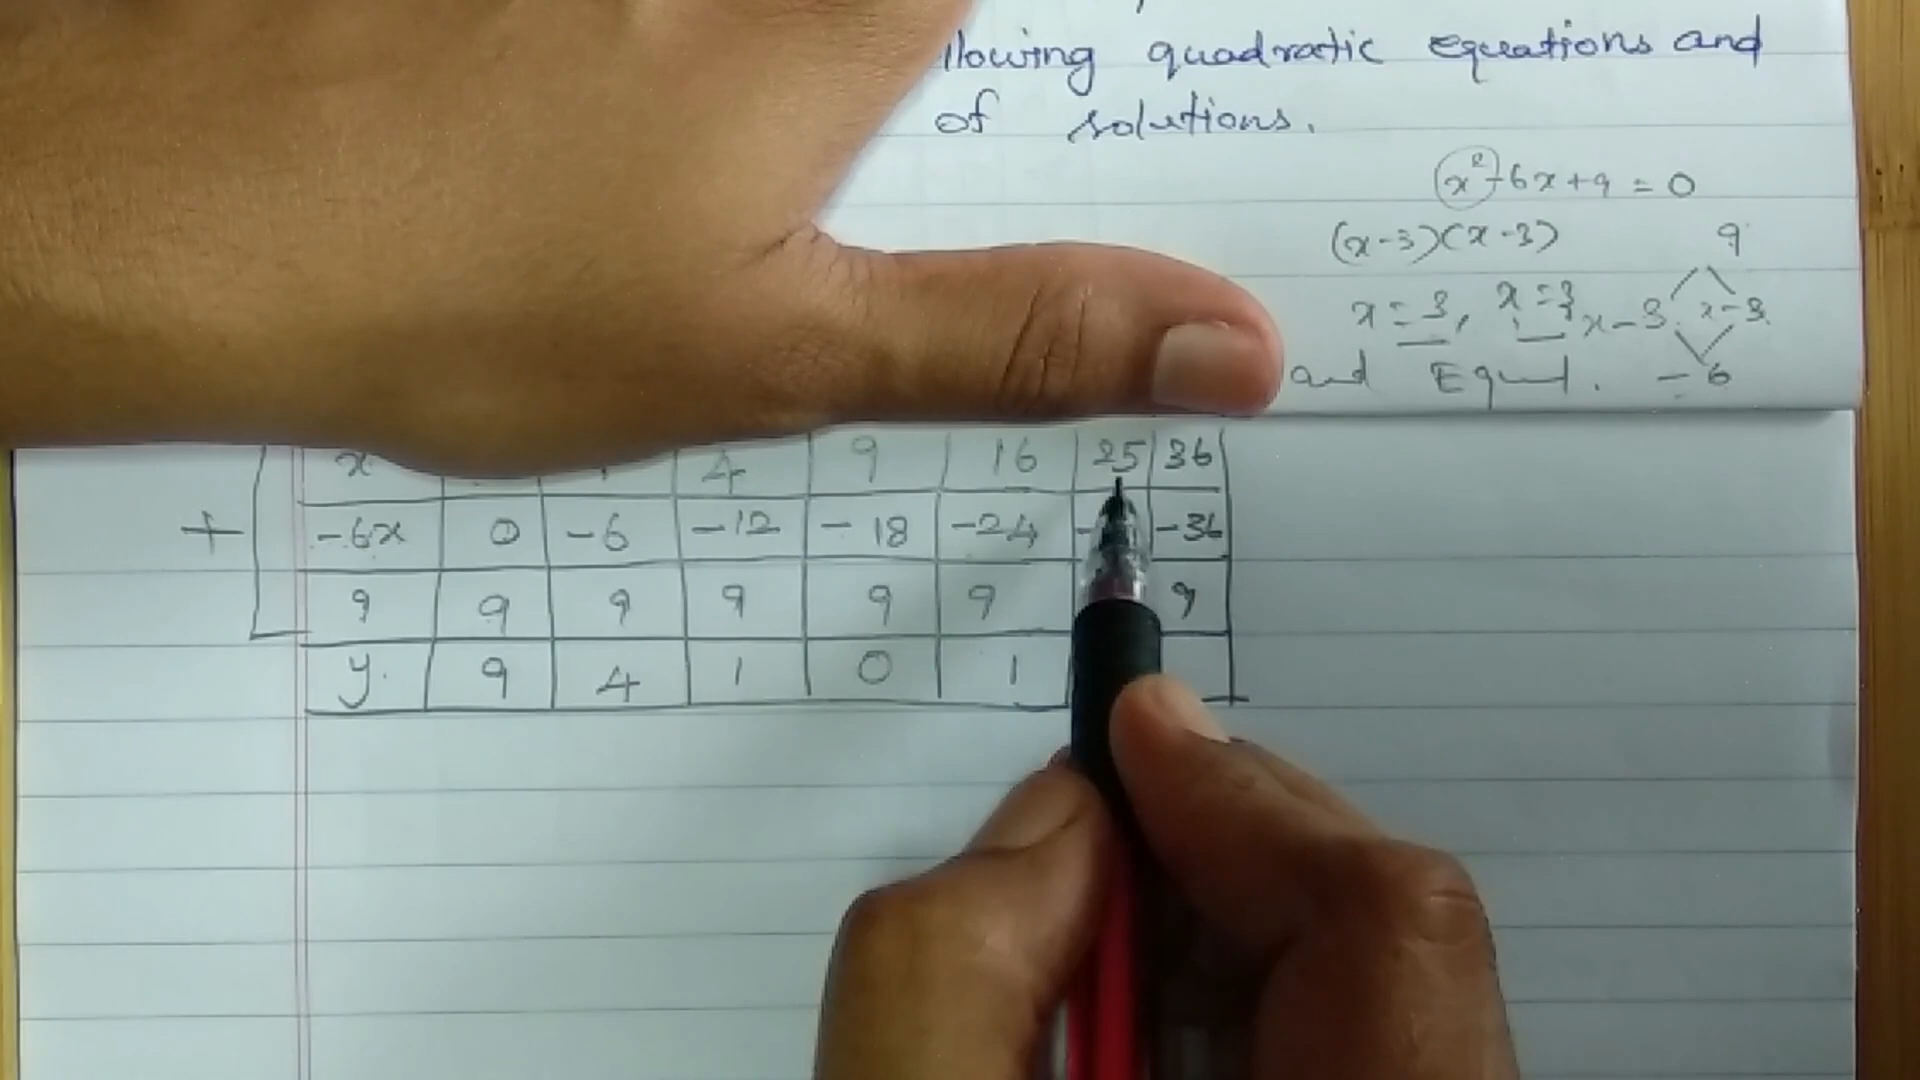 llowing quadratic equations and
of solutions.
x²-6x+9 = 0
(x-3)(x-3) 9
x=3, x=3 x-3 x-3
and Equal. -6
x 4 9 16 25 36
+ -6x 0 -6 -12 -18 -24 -36
9 9 9 9 9 9 9
y 9 4 1 0 1